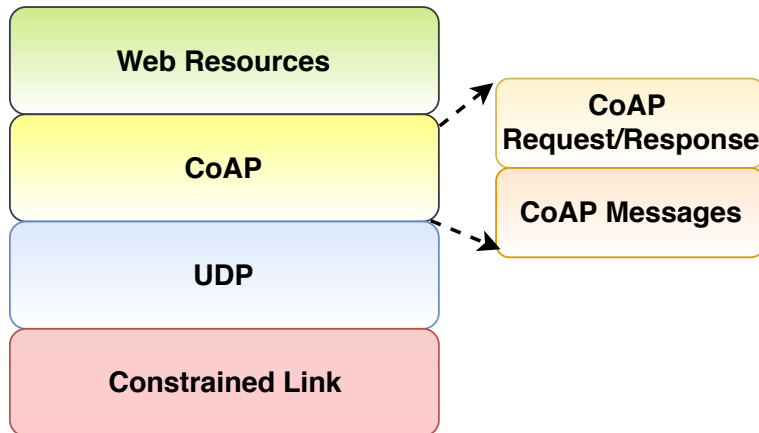 Web Resources
CoAP
UDP
Constrained Link
CoAP
Request/Response
CoAP Messages